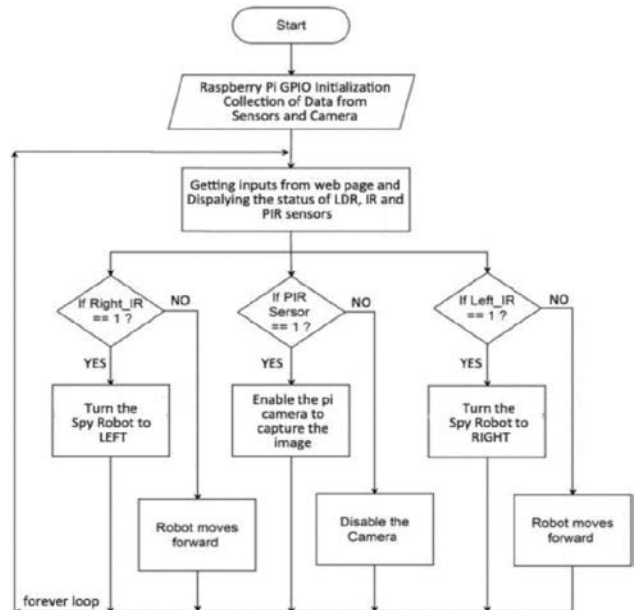 Start
Raspberry Pi GPIO Initialization
Collection of Data from
Sensors and Camera
Getting inputs from web page and
Dispalying the status of LDR, IR and
PIR sensors
If Right_IR
== 1 ?
NO
YES
If PIR
Sersor
== 1 ?
NO
YES
If Left_IR
== 1 ?
NO
YES
Turn the
Spy Robot to
LEFT
Enable the pi
camera to
capture the
image
Turn the
Spy Robot to
RIGHT
Robot moves
forward
Disable the
Camera
Robot moves
forward
forever loop